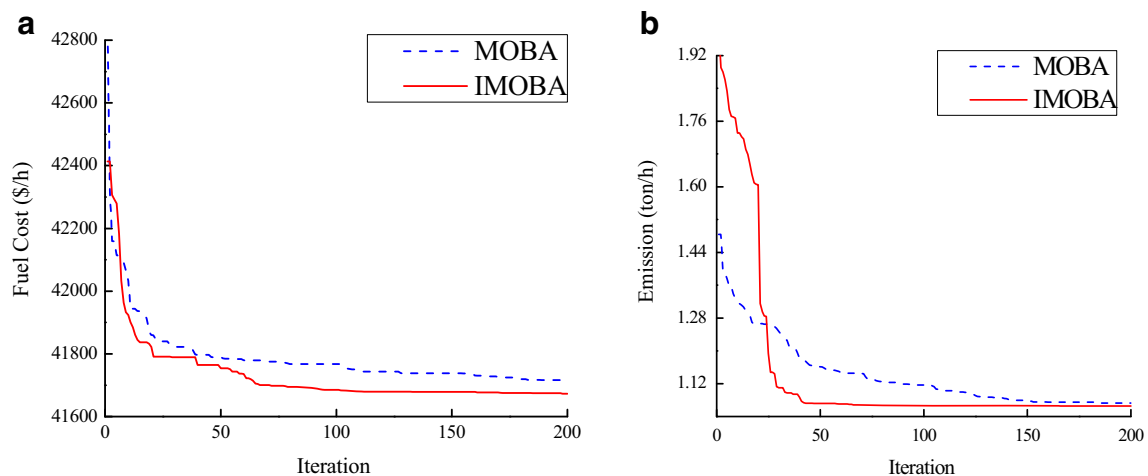 a
42800
42600
42400
42200
42000
41800
41600
Fuel Cost ($/h)
MOBA
IMOBA
0
50
100
150
200
Iteration
b
1.92
1.76
1.60
1.44
1.28
1.12
Emission (ton/h)
MOBA
IMOBA
0
50
100
150
200
Iteration